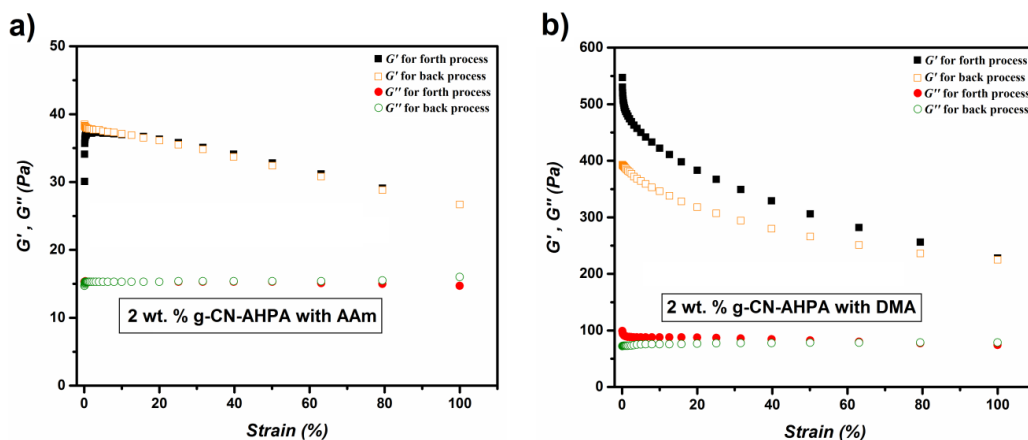 a)
50
40
30
20
10
0
G' , G'' (Pa)
G' for forth process
G' for back process
G'' for forth process
G'' for back process
2 wt. % g-CN-AHPA with AAm
0 20 40 60 80 100
Strain (%)
b)
600
500
400
300
200
100
0
G' , G'' (Pa)
G' for forth process
G' for back process
G'' for forth process
G'' for back process
2 wt. % g-CN-AHPA with DMA
0 20 40 60 80 100
Strain (%)